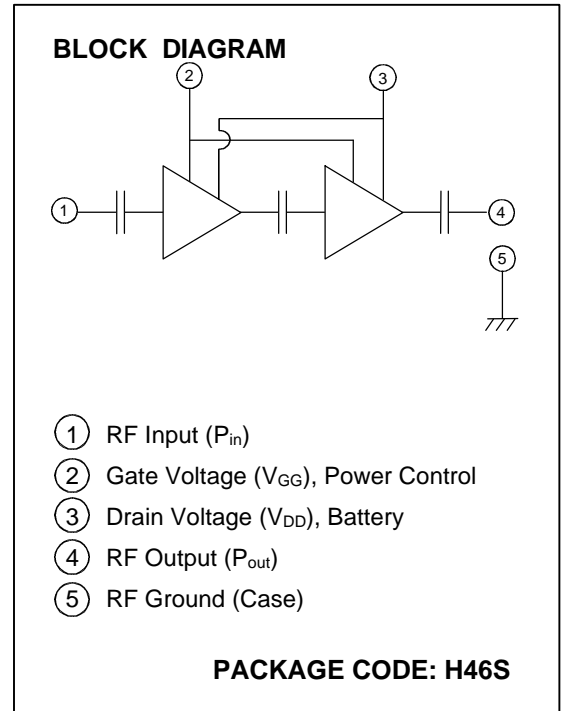 BLOCK DIAGRAM
2
3
1
4
5
1 RF Input (Pin)
2 Gate Voltage (VGG), Power Control
3 Drain Voltage (VDD), Battery
4 RF Output (Pout)
5 RF Ground (Case)
PACKAGE CODE: H46S